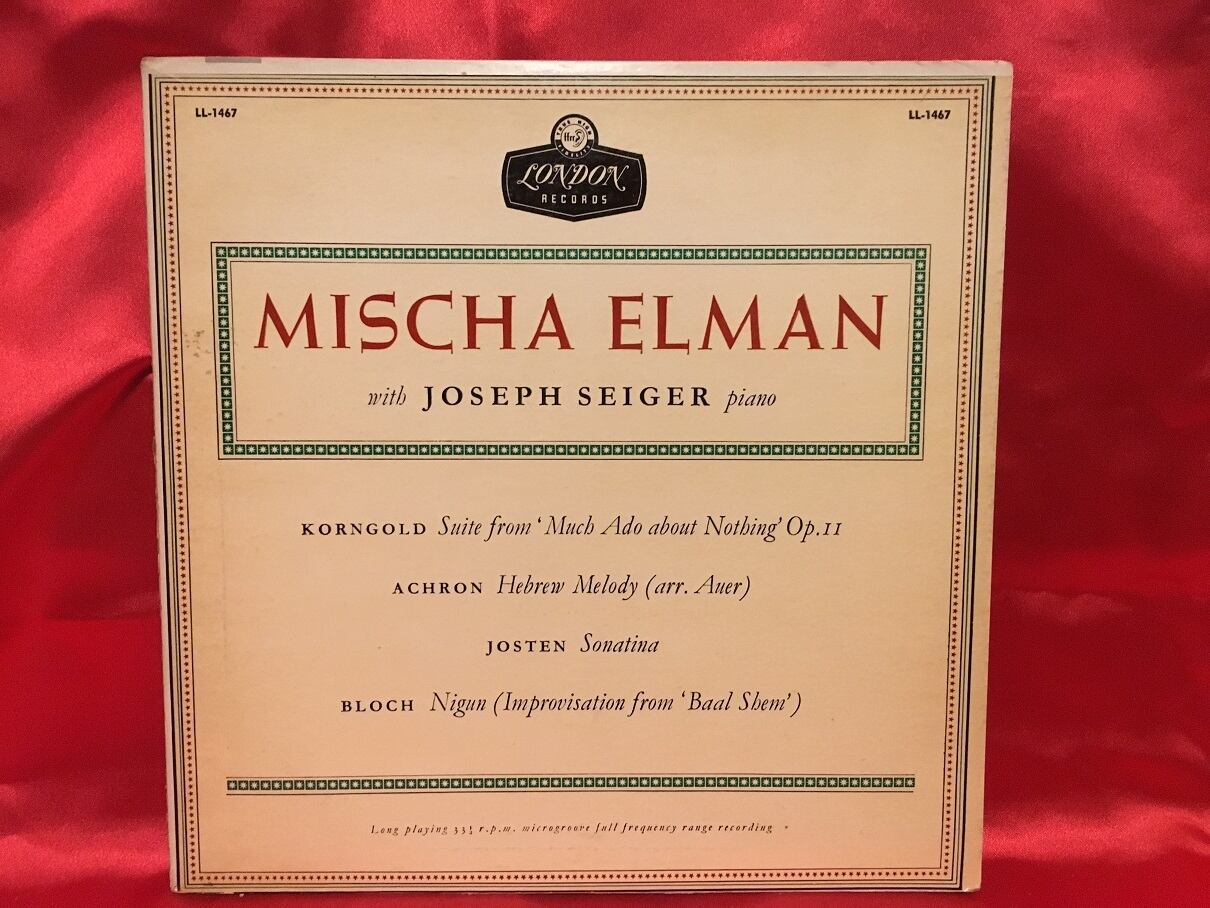 LL-1467
LL-1467
ffrr
LONDON
RECORDS
MISCHA ELMAN
with JOSEPH SEIGER piano
KORNGOLD Suite from ‘Much Ado about Nothing’ Op.11
ACHRON Hebrew Melody (arr. Auer)
JOSTEN Sonatina
BLOCH Nigun (Improvisation from ‘Baal Shem’)
Long playing 33⅓ r.p.m. microgroove full frequency range recording